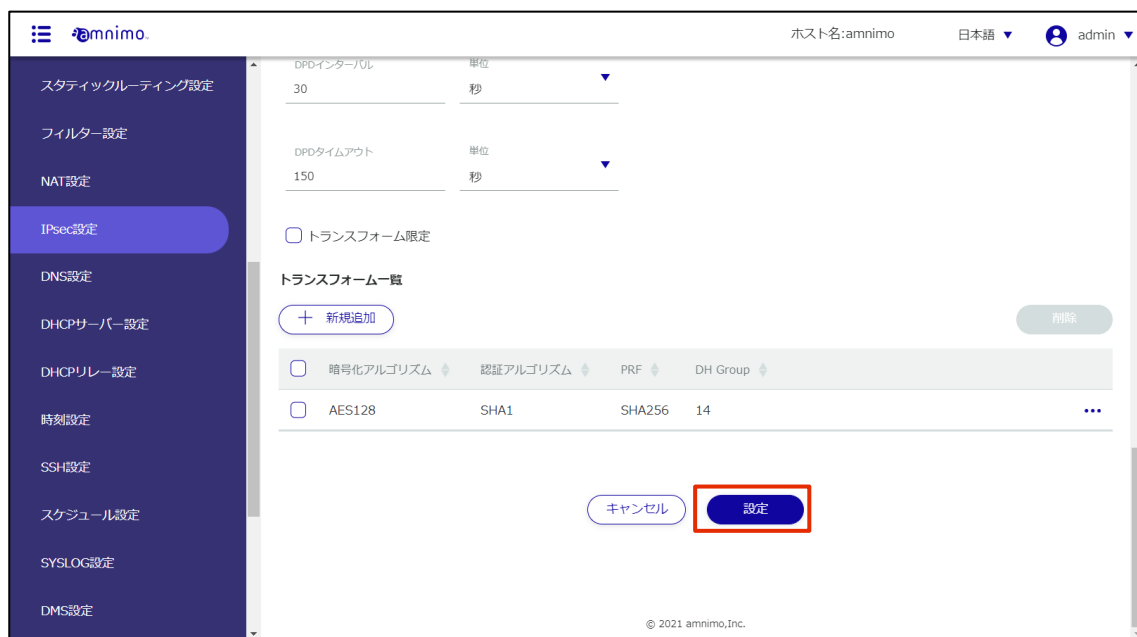 amnimo.
ホスト名:amnimo
日本語
admin
スタティックルーティング設定
フィルター設定
NAT設定
IPsec設定
DNS設定
DHCPサーバー設定
DHCPリレー設定
時刻設定
SSH設定
スケジュール設定
SYSLOG設定
DMS設定
DPDインターバル 単位
30 秒
DPDタイムアウト 単位
150 秒
トランスフォーム限定
トランスフォーム一覧
新規追加 削除
暗号化アルゴリズム 認証アルゴリズム PRF DH Group
AES128 SHA1 SHA256 14
キャンセル 設定
© 2021 amnimo,Inc.